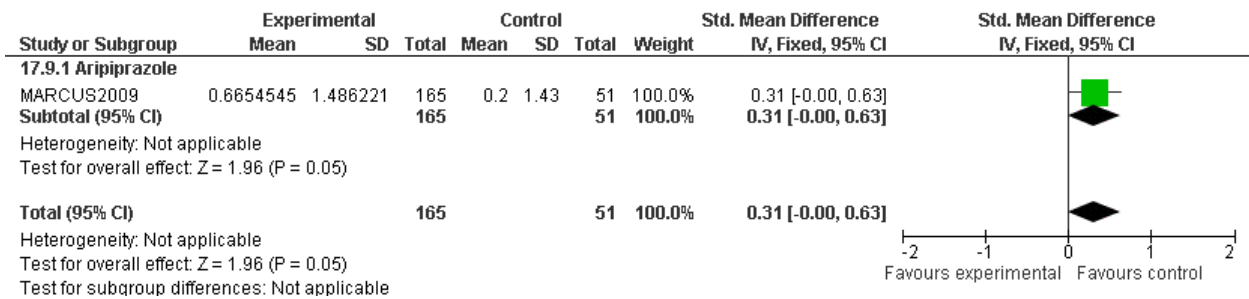 Experimental Control Std. Mean Difference Std. Mean Difference
Study or Subgroup Mean SD Total Mean SD Total Weight IV, Fixed, 95% CI IV, Fixed, 95% CI
17.9.1 Aripiprazole
MARCUS2009 0.6654545 1.486221 165 0.2 1.43 51 100.0% 0.31 [-0.00, 0.63]
Subtotal (95% CI) 165 51 100.0% 0.31 [-0.00, 0.63]
Heterogeneity: Not applicable
Test for overall effect: Z = 1.96 (P = 0.05)
Total (95% CI) 165 51 100.0% 0.31 [-0.00, 0.63]
Heterogeneity: Not applicable
Test for overall effect: Z = 1.96 (P = 0.05)
Test for subgroup differences: Not applicable
-2 -1 0 1 2
Favours experimental Favours control